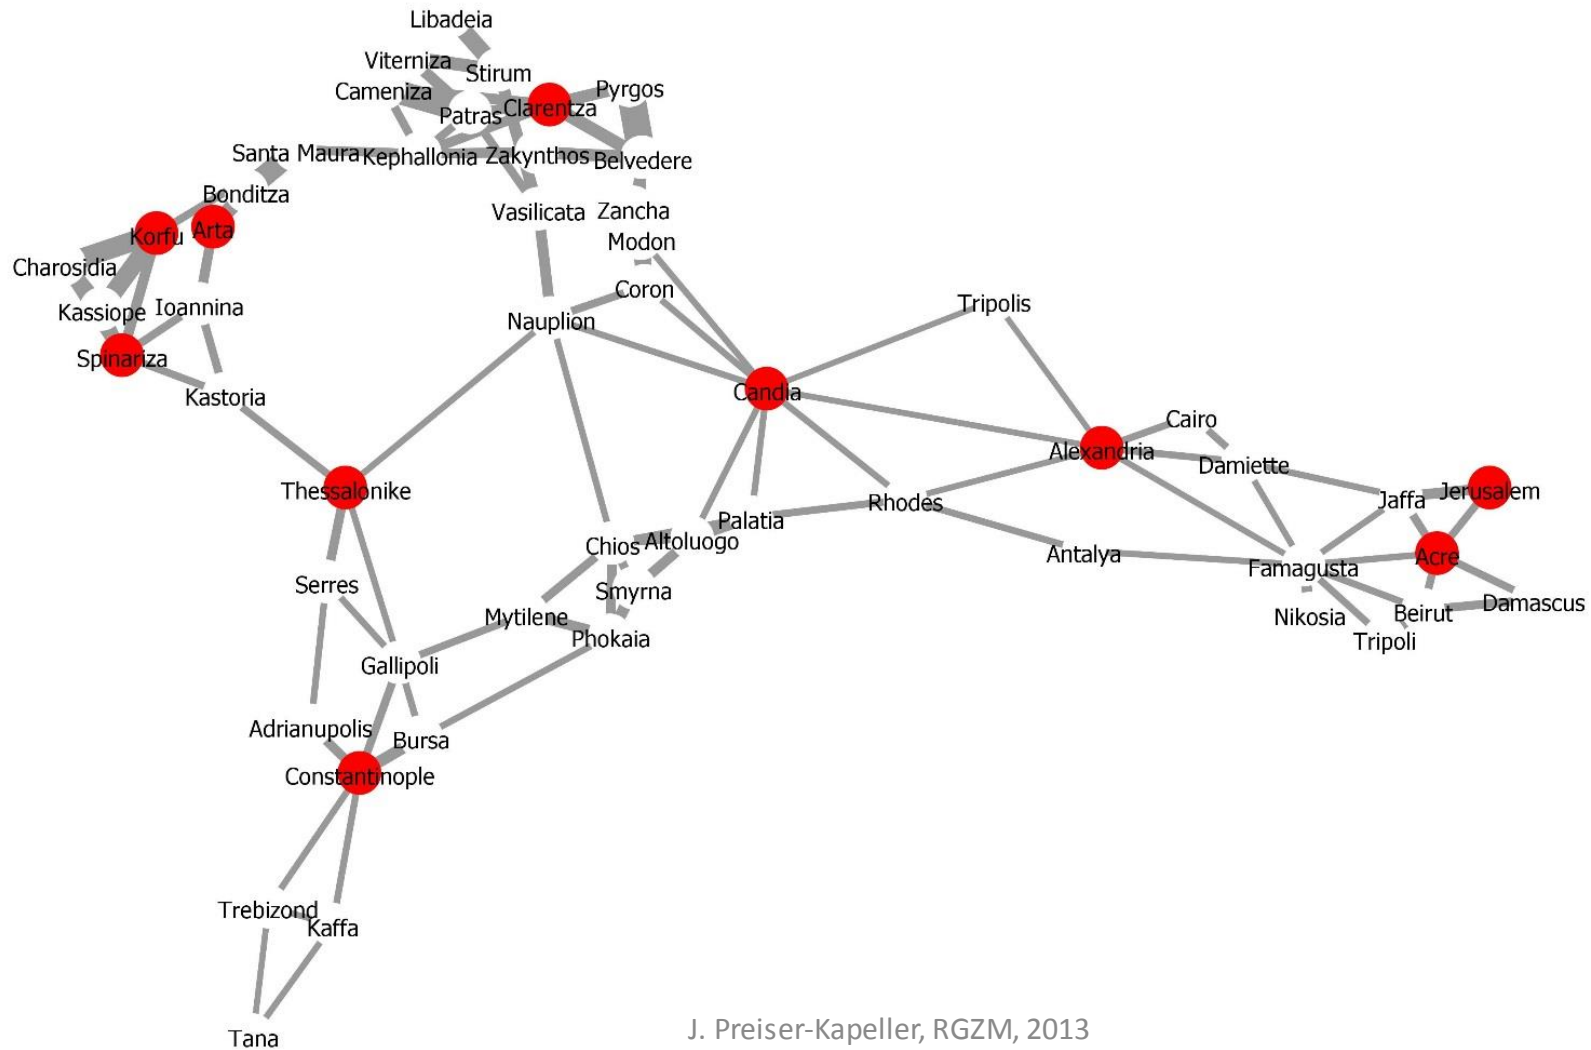 Libadeia
Viterniza
Stirum
Cameniza
Pyrgos
Patras
Clarentza
Santa Maura
Kephallonia
Zakynthos
Belvedere
Bonditza
Vasilicata
Zancha
Korfu
Arta
Modon
Charosidia
Coron
Kassiope
Ioannina
Tripolis
Nauplion
Spinariza
Kastoria
Candia
Cairo
Alexandria
Damiette
Thessalonike
Jaffa
Jerusalem
Rhodes
Palatia
Chios
Altoluogo
Antalya
Acre
Famagusta
Serres
Smyrna
Mytilene
Nikosia
Beirut
Damascus
Phokaia
Tripoli
Gallipoli
Adrianupolis
Bursa
Constantinople
Trebizond
Kaffa
Tana
J. Preiser-Kapeller, RGZM, 2013